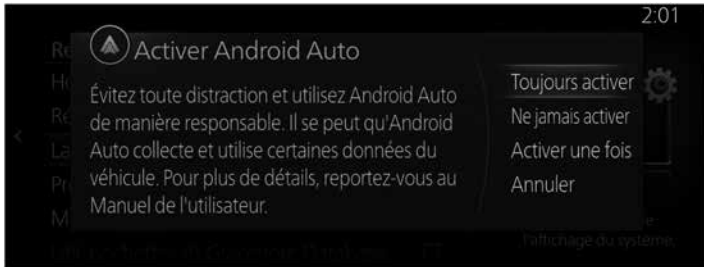 2:01
Activer Android Auto
Évitez toute distraction et utilisez Android Auto
de manière responsable. Il se peut qu'Android
Auto collecte et utilise certaines données du
véhicule. Pour plus de détails, reportez-vous au
Manuel de l'utilisateur.
Toujours activer
Ne jamais activer
Activer une fois
Annuler
l'affichage du système,